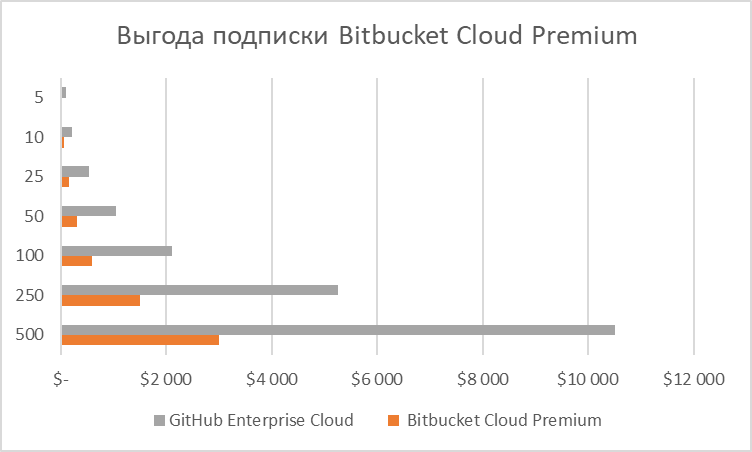 Выгода подписки Bitbucket Cloud Premium
5
10
25
50
100
250
500
$- $2 000 $4 000 $6 000 $8 000 $10 000 $12 000
GitHub Enterprise Cloud Bitbucket Cloud Premium